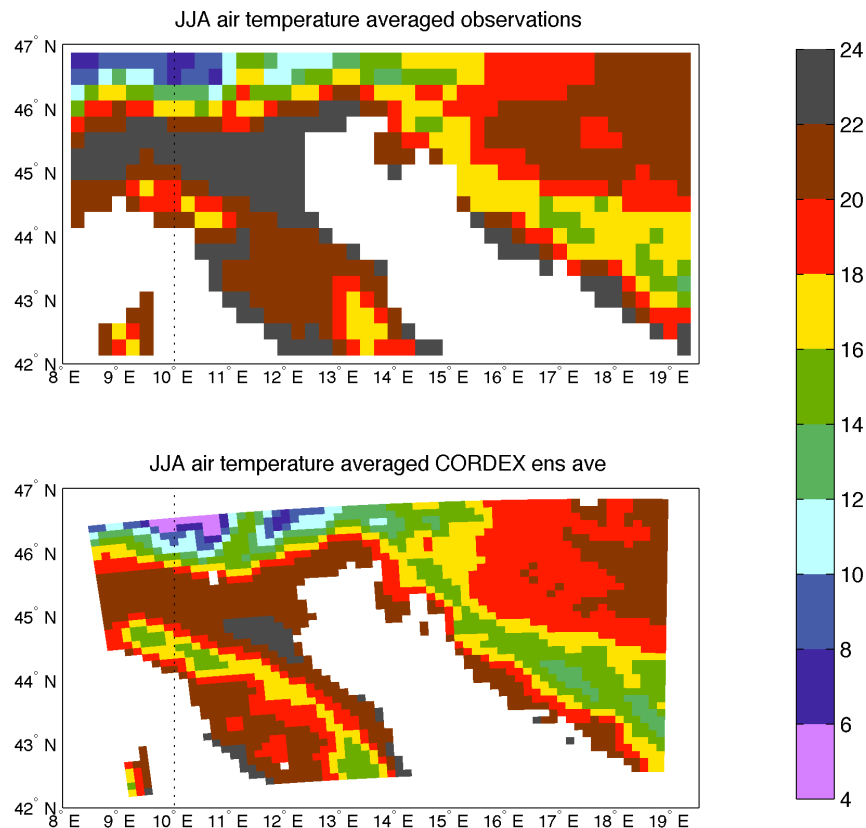 JJA air temperature averaged observations
47° N
46° N
45° N
44° N
43° N
42° N
8° E 9° E 10° E 11° E 12° E 13° E 14° E 15° E 16° E 17° E 18° E 19° E
JJA air temperature averaged CORDEX ens ave
47° N
46° N
45° N
44° N
43° N
42° N
8° E 9° E 10° E 11° E 12° E 13° E 14° E 15° E 16° E 17° E 18° E 19° E
24
22
20
18
16
14
12
10
8
6
4